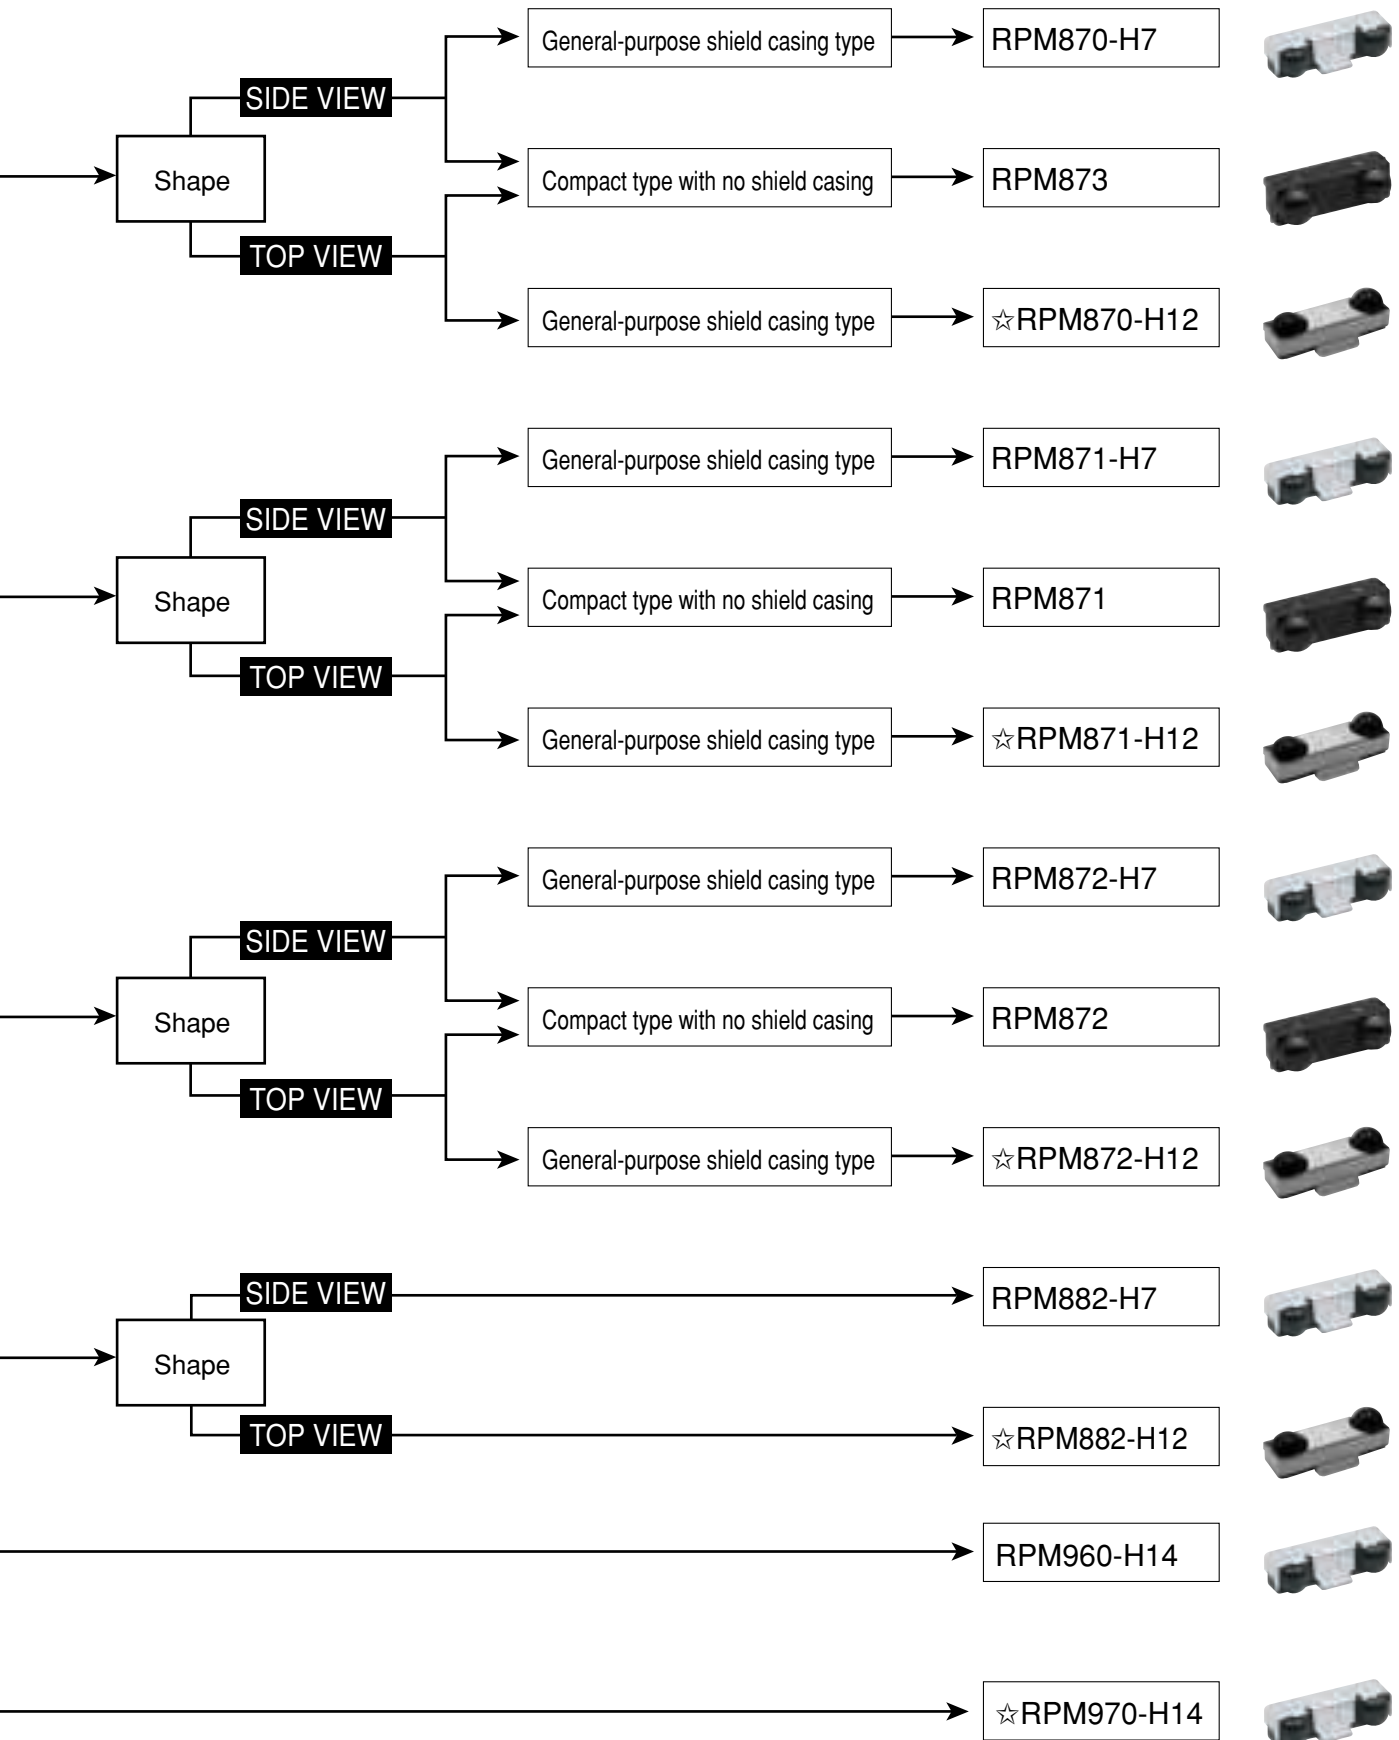 General-purpose shield casing type
RPM870-H7
SIDE VIEW
Shape
Compact type with no shield casing
RPM873
TOP VIEW
General-purpose shield casing type
☆RPM870-H12
General-purpose shield casing type
RPM871-H7
SIDE VIEW
Shape
Compact type with no shield casing
RPM871
TOP VIEW
General-purpose shield casing type
☆RPM871-H12
General-purpose shield casing type
RPM872-H7
SIDE VIEW
Shape
Compact type with no shield casing
RPM872
TOP VIEW
General-purpose shield casing type
☆RPM872-H12
SIDE VIEW
RPM882-H7
Shape
TOP VIEW
☆RPM882-H12
RPM960-H14
☆RPM970-H14